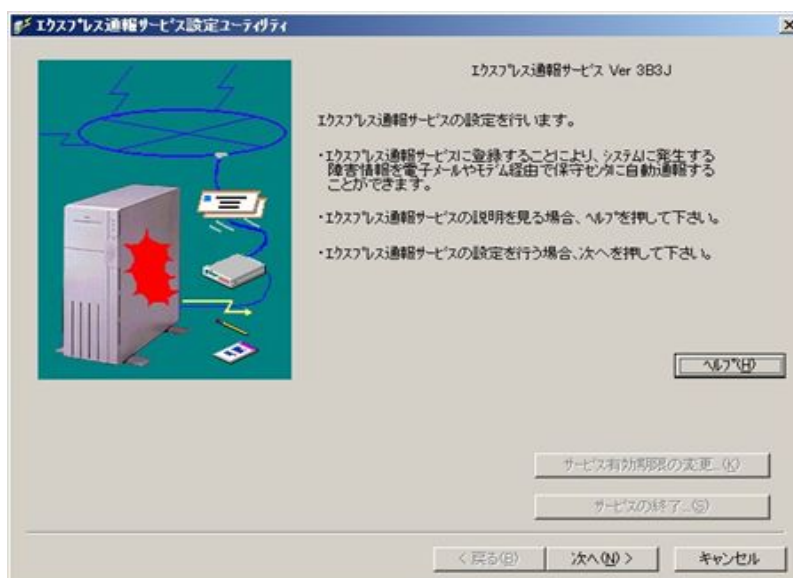 エクスプレス通報サービス設定ユーティリティ
エクスプレス通報サービス Ver 3B3J
エクスプレス通報サービスの設定を行います。
・エクスプレス通報サービスに登録することにより、システムに発生する
障害情報を電子メールやモデム経由で保守センタに自動通報する
ことができます。
・エクスプレス通報サービスの説明を見る場合、ヘルプを押して下さい。
・エクスプレス通報サービスの設定を行う場合、次へを押して下さい。
ヘルプ(H)
サービス有効期限の変更...(K)
サービスの終了...(S)
< 戻る(B)
次へ(N) >
キャンセル